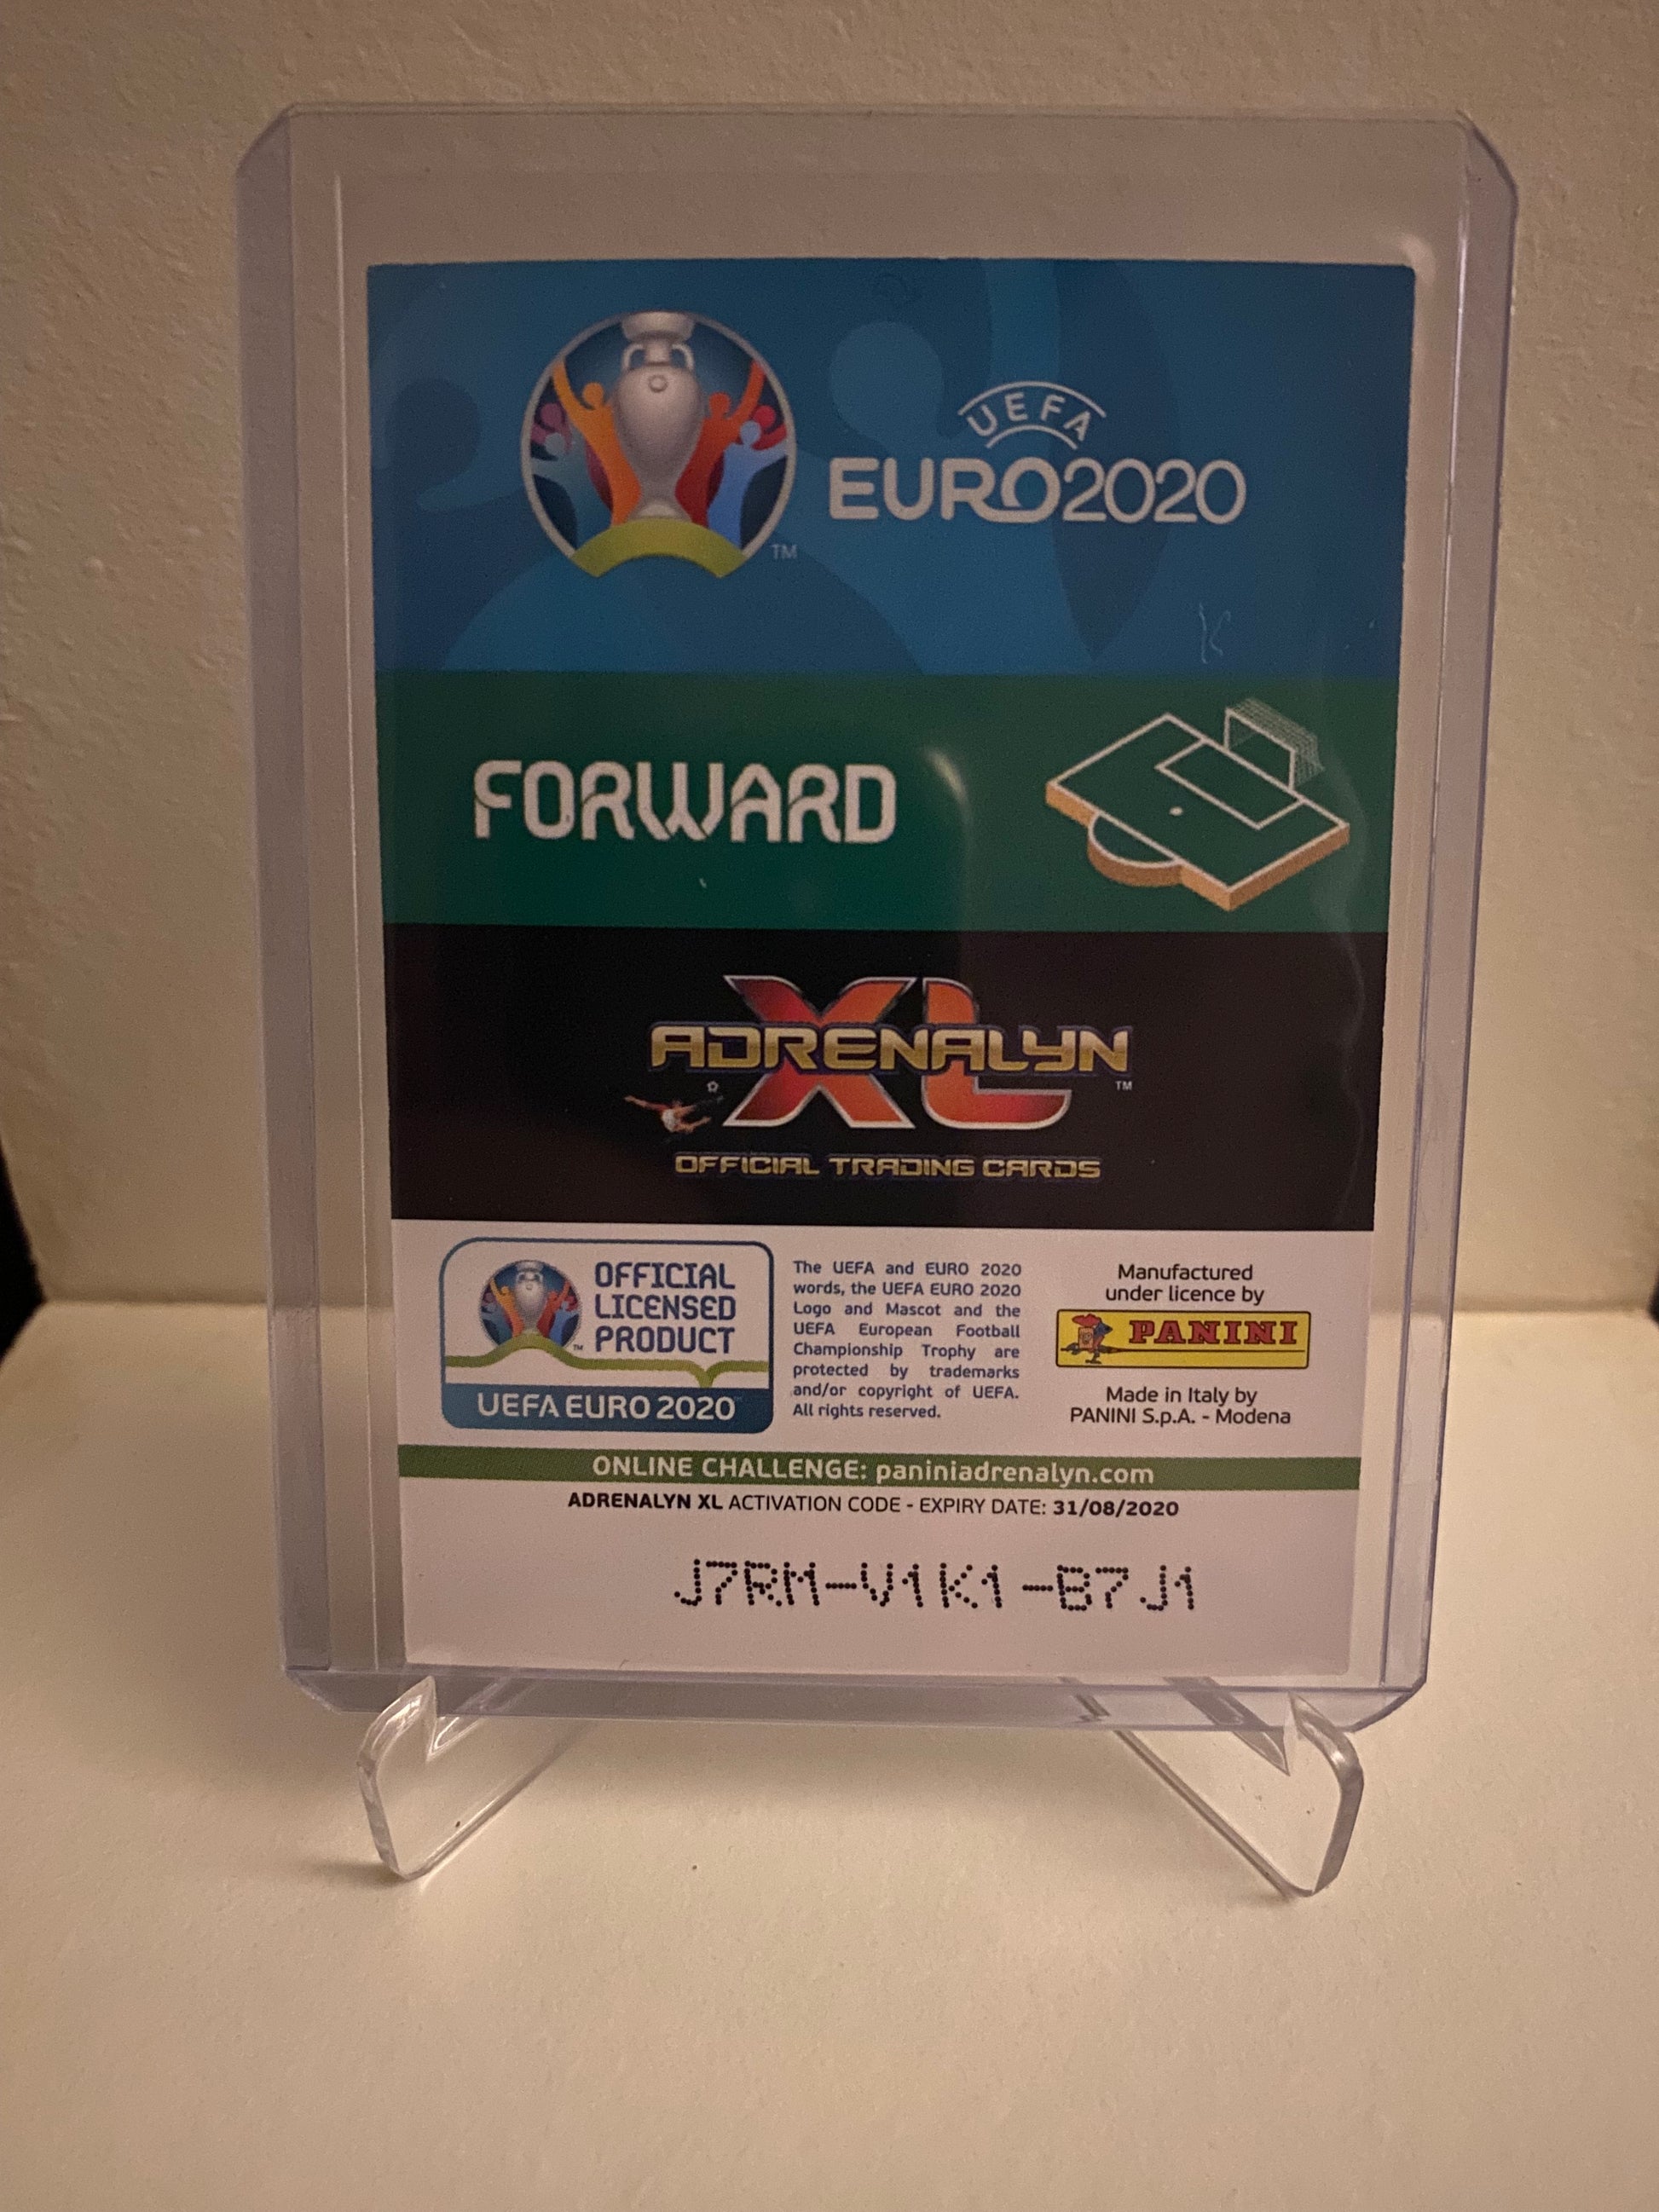 UEFA
EURO2020
TM
FORWARD
ADRENALYN
XL
TM
OFFICIAL TRADING CARDS
OFFICIAL
LICENSED
PRODUCT
TM
UEFA EURO 2020
The UEFA and EURO 2020
words, the UEFA EURO 2020
Logo and Mascot and the
UEFA European Football
Championship Trophy are
protected by trademarks
and/or copyright of UEFA.
All rights reserved.
Manufactured
under licence by
PANINI
Made in Italy by
PANINI S.p.A. - Modena
ONLINE CHALLENGE: paniniadrenalyn.com
ADRENALYN XL ACTIVATION CODE - EXPIRY DATE: 31/08/2020
J7RM-V1K1-B7J1